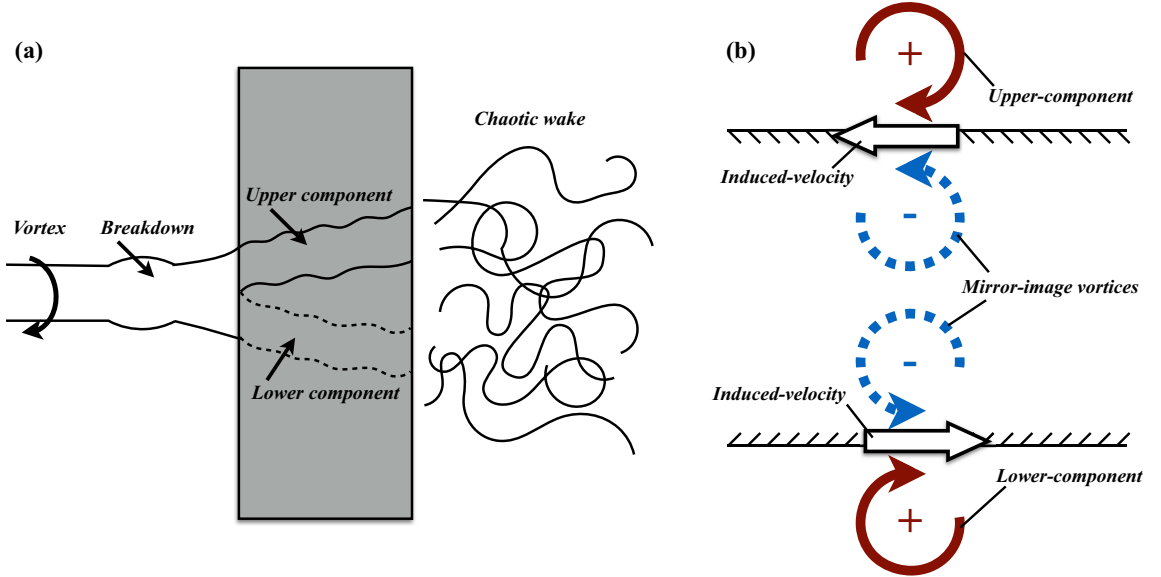 (a)
Chaotic wake
Upper component
Vortex
Breakdown
Lower component
(b)
+
Upper-component
Induced-velocity
-
Mirror-image vortices
-
Induced-velocity
Lower-component
+